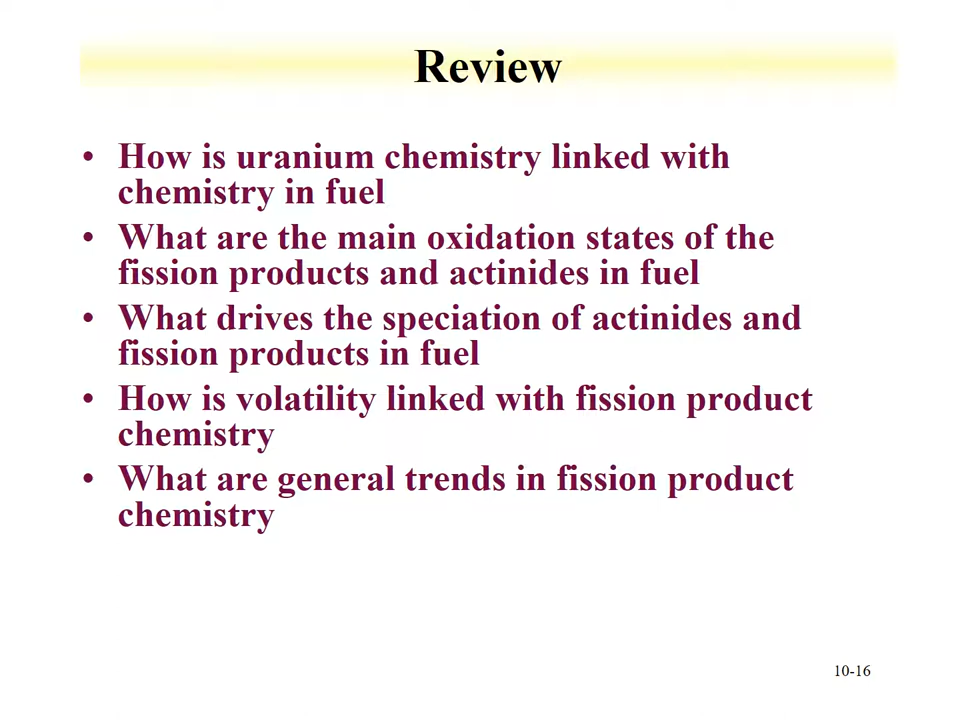 Review
• How is uranium chemistry linked with
chemistry in fuel
• What are the main oxidation states of the
fission products and actinides in fuel
• What drives the speciation of actinides and
fission products in fuel
• How is volatility linked with fission product
chemistry
• What are general trends in fission product
chemistry
10-16